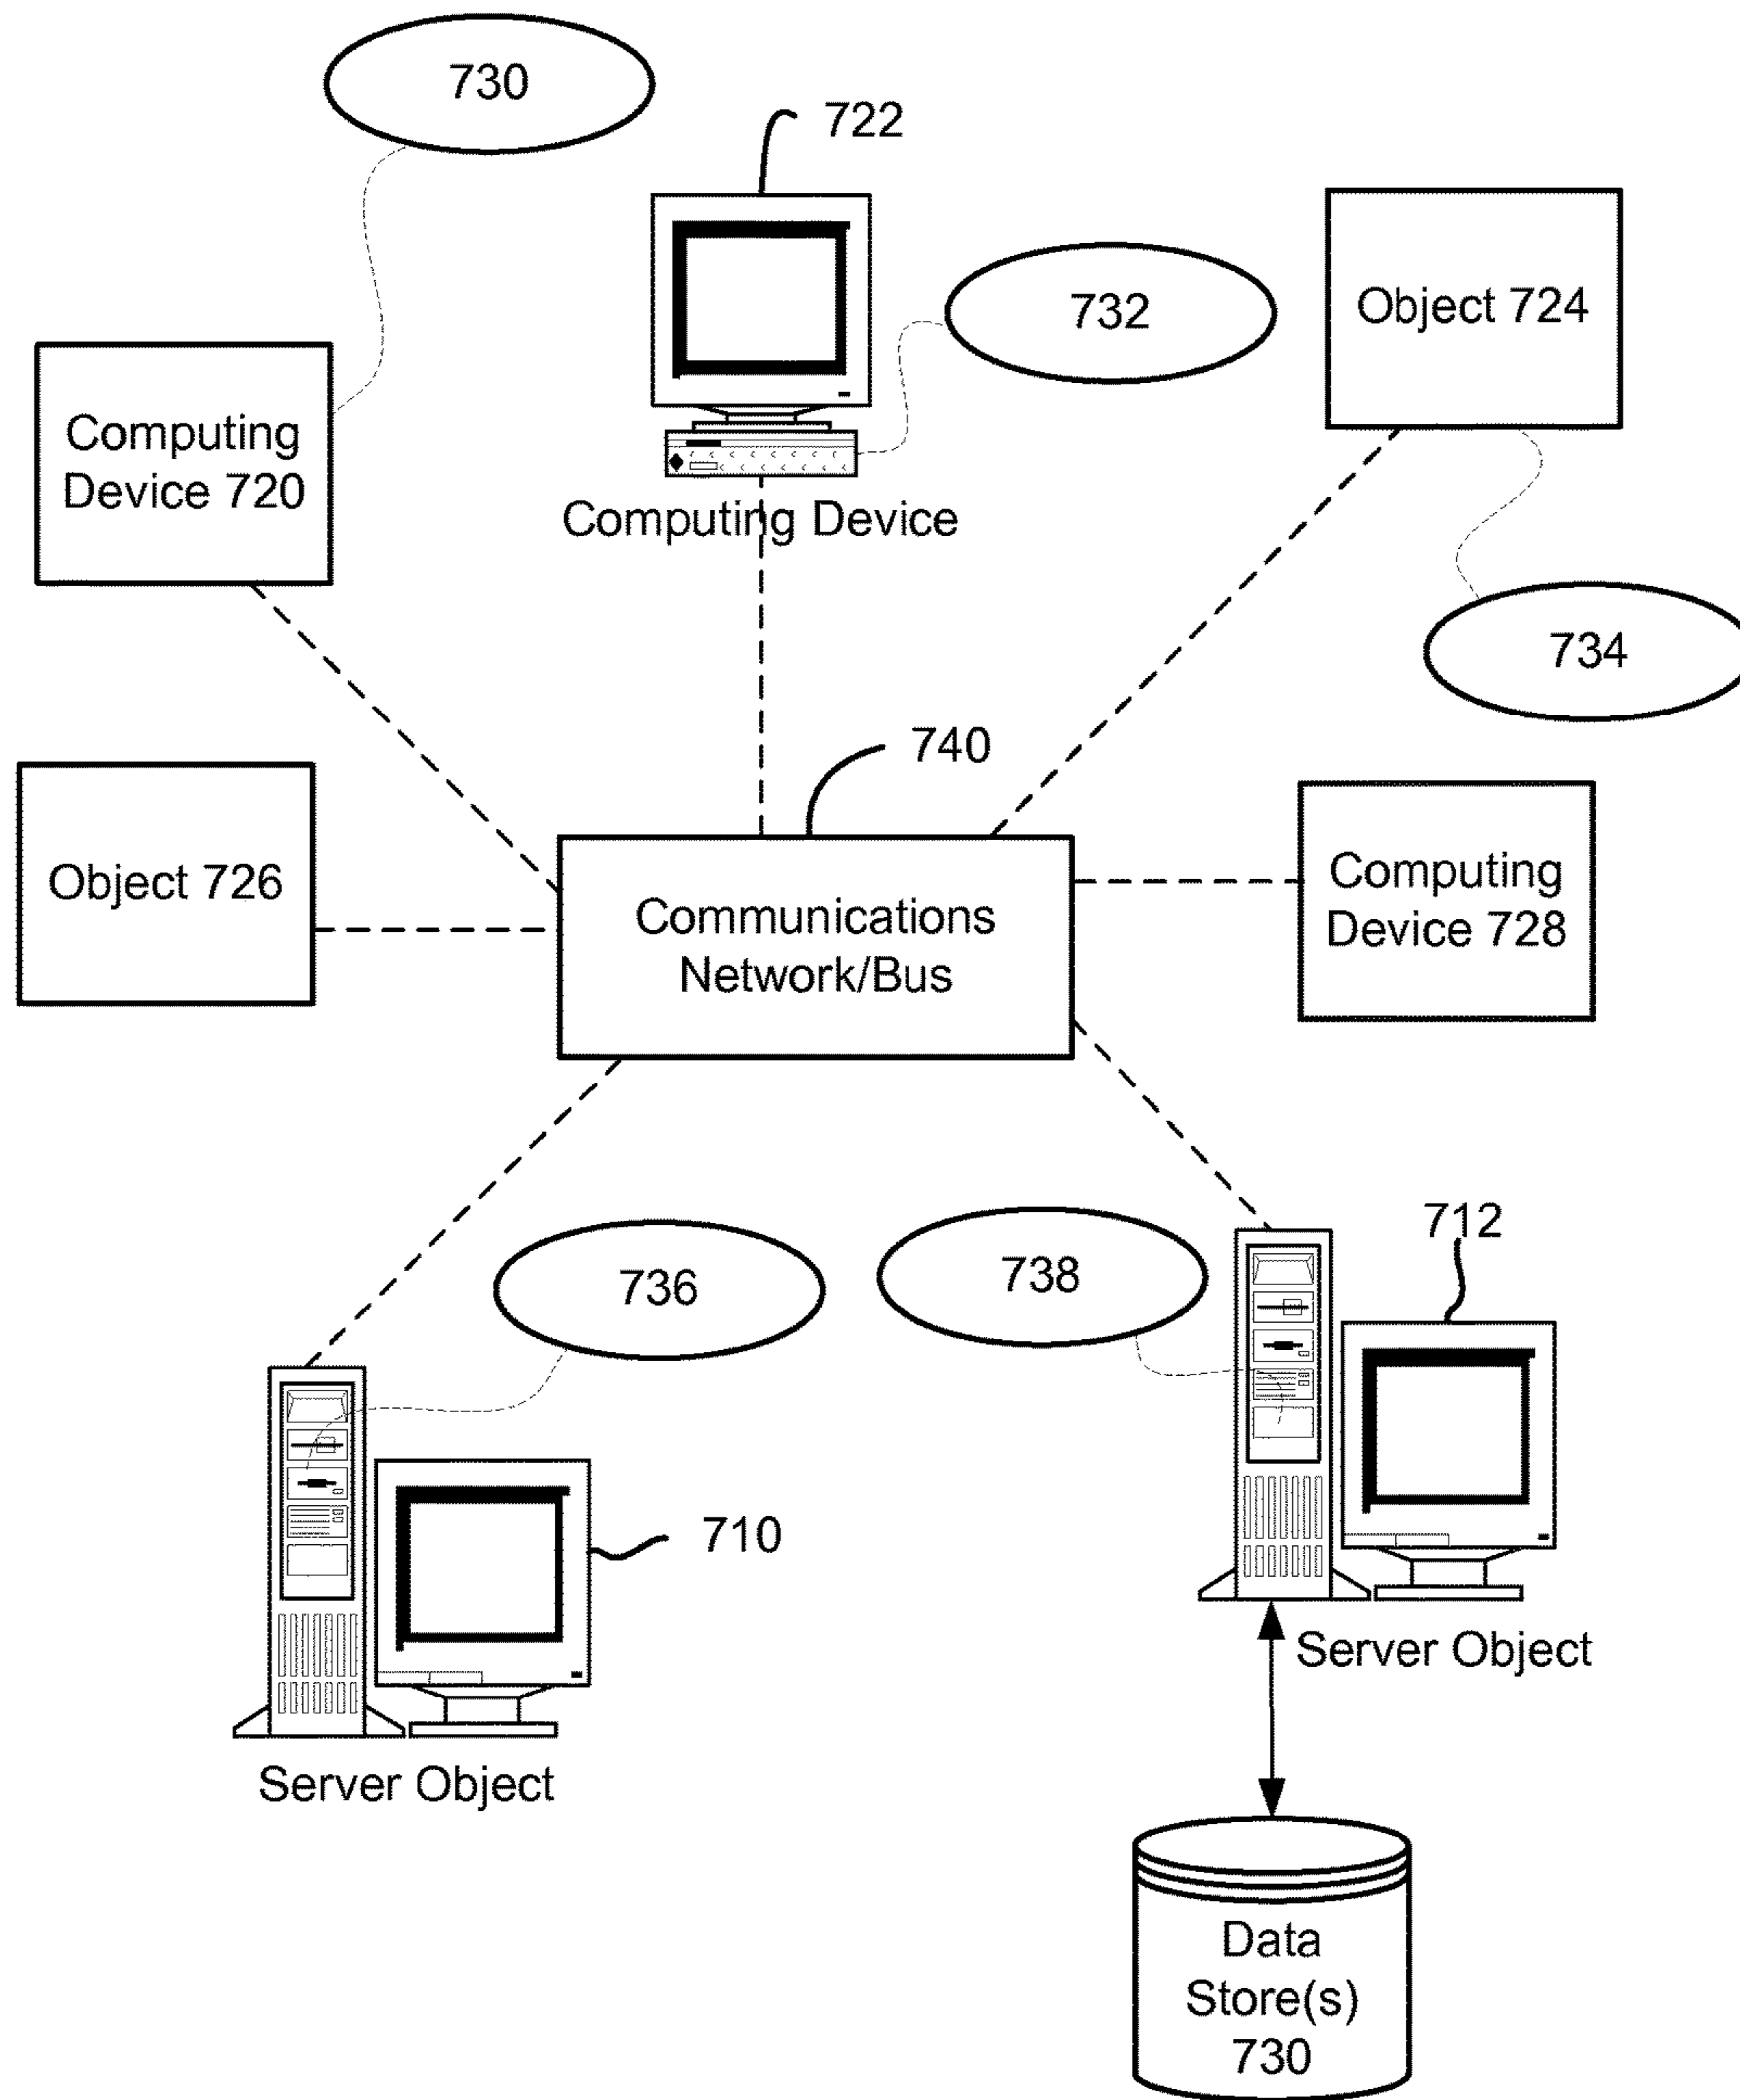 730
722
732
Object 724
Computing
Device 720
Computing Device
734
740
Object 726
Communications
Network/Bus
Computing
Device 728
736
738
712
710
Server Object
Server Object
Data
Store(s)
730